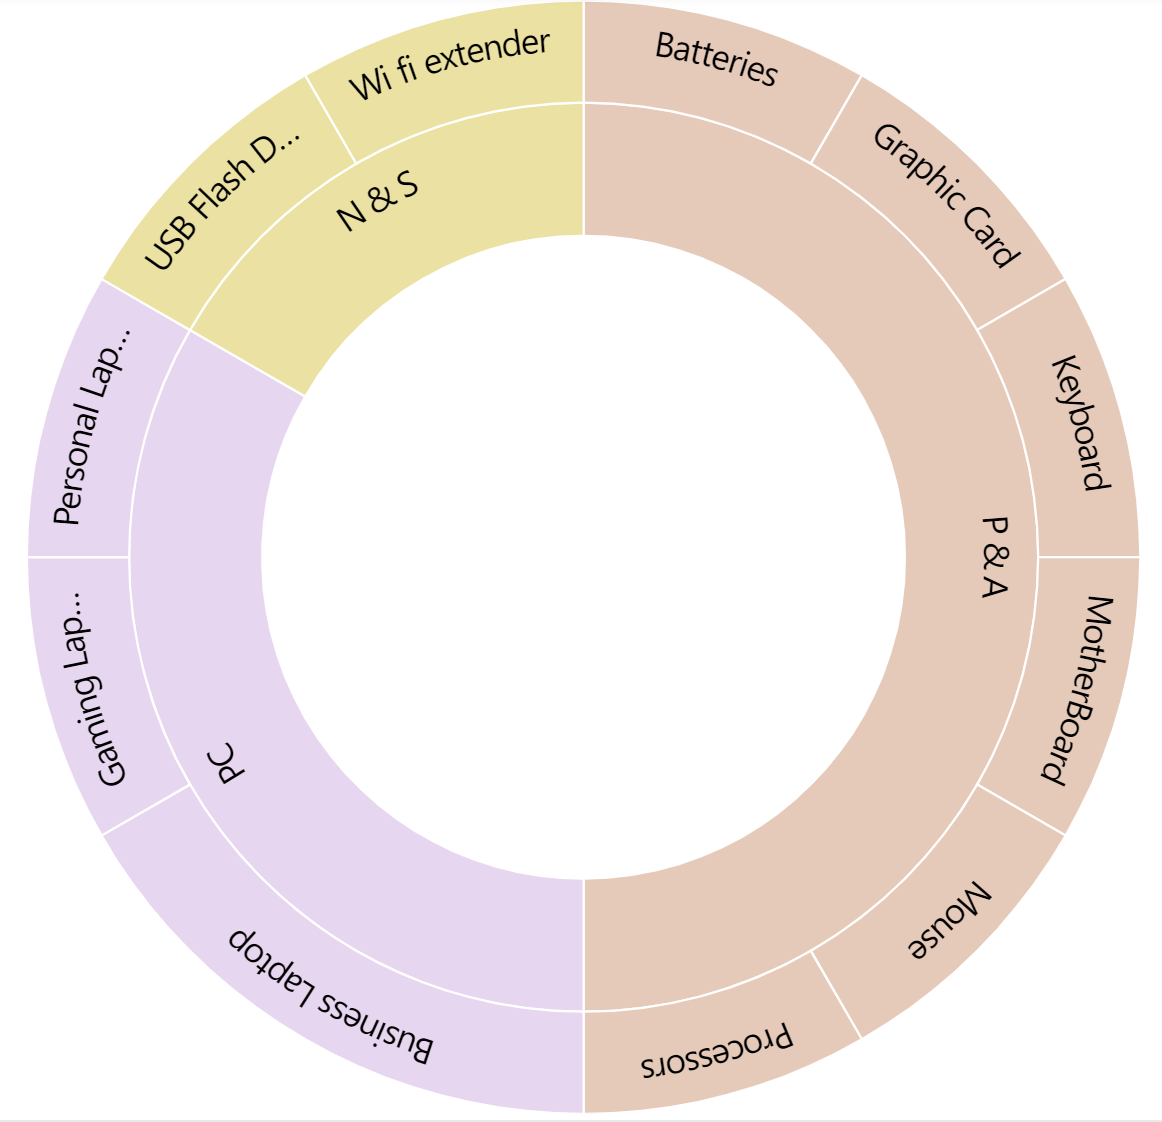 Wi fi extender
Batteries
USB Flash D...
N & S
Graphic Card
Personal Lap...
Keyboard
P & A
Gaming Lap...
MotherBoard
PC
Mouse
Business Laptop
Processors